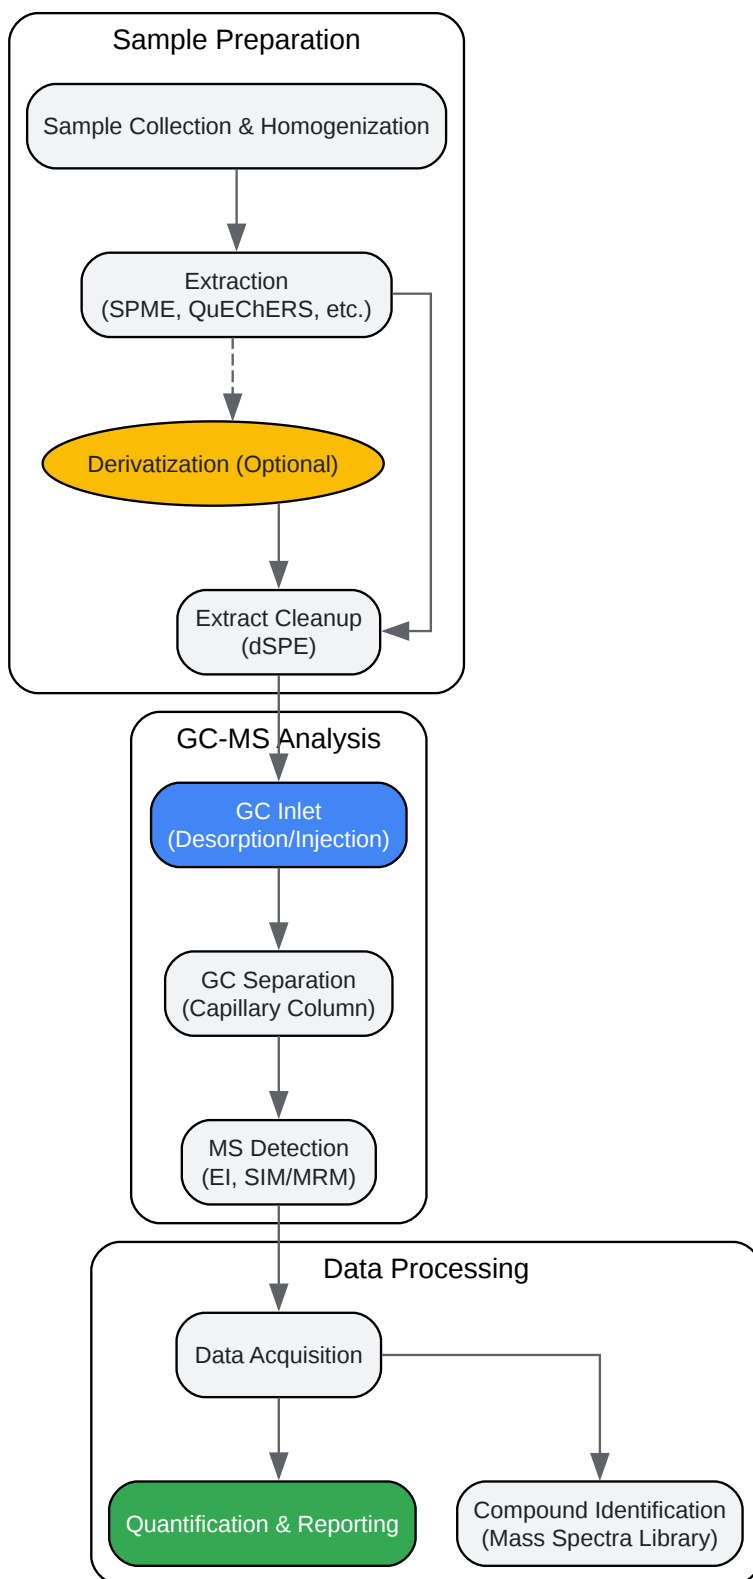 Sample Preparation
Sample Collection & Homogenization
Extraction
(SPME, QuEChERS, etc.)
Derivatization (Optional)
Extract Cleanup
(dSPE)
GC-MS Analysis
GC Inlet
(Desorption/Injection)
GC Separation
(Capillary Column)
MS Detection
(EI, SIM/MRM)
Data Processing
Data Acquisition
Quantification & Reporting
Compound Identification
(Mass Spectra Library)